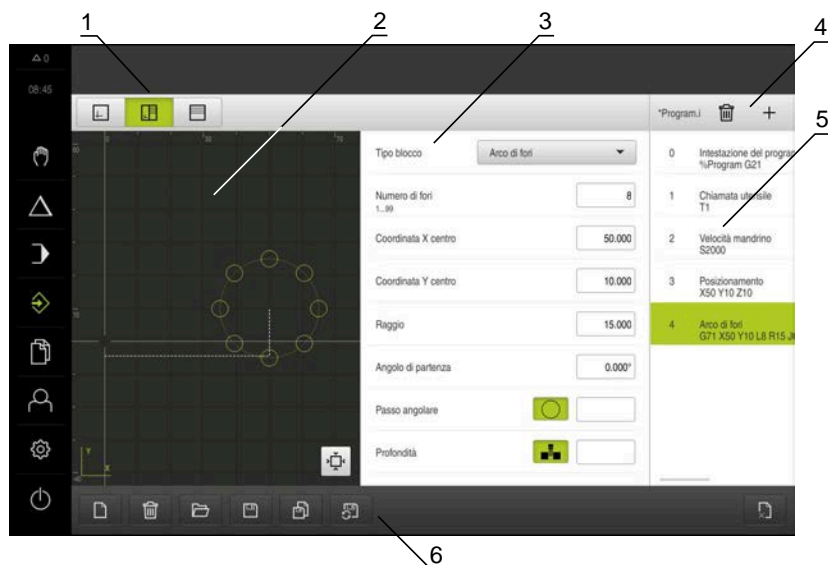 1
2
3
4
5
6
0
08:45
*Program.i
Tipo blocco
Arco di fori
Numero di fori
1...99
8
Coordinata X centro
50.000
Coordinata Y centro
10.000
Raggio
15.000
Angolo di partenza
0.000°
Passo angolare
Profondità
0
Intestazione del program
%Program G21
1
Chiamata utensile
T1
2
Velocità mandrino
S2000
3
Posizionamento
X50 Y10 Z10
4
Arco di fori
G71 X50 Y10 L8 R15
Y
X